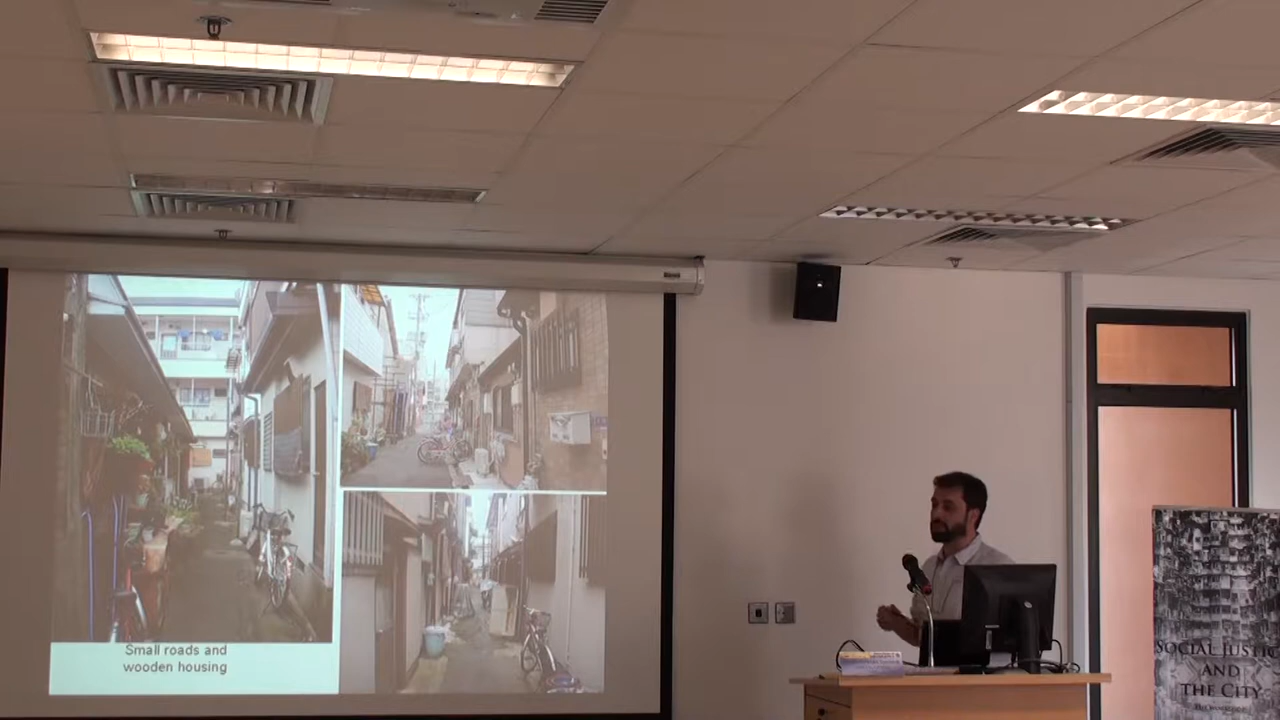 Small roads and
wooden housing
SOCIAL JUSTIC
AND
THE CITY